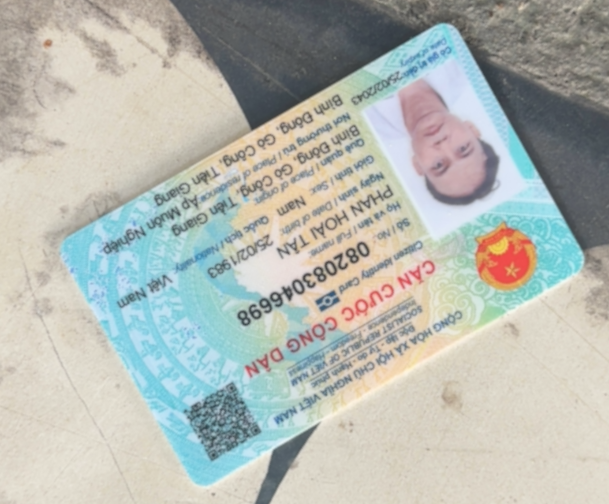 CỘNG HÒA XÃ HỘI CHỦ NGHĨA VIỆT NAM
Độc lập - Tự do - Hạnh phúc
SOCIALIST REPUBLIC OF VIET NAM
Independence - Freedom - Happiness
CĂN CƯỚC CÔNG DÂN
Citizen Identity Card
Số / No.: 082083046698
Họ và tên / Full name:
PHAN HOÀI TÂN
Ngày sinh / Date of birth: 25/02/1983
Giới tính / Sex: Nam Quốc tịch / Nationality: Việt Nam
Quê quán / Place of origin:
Bình Đông, Gò Công, Tiền Giang
Nơi thường trú / Place of residence: Ấp Muôn Nghiệp
Bình Đông, Gò Công, Tiền Giang
Có giá trị đến: 25/02/2043
Date of expiry